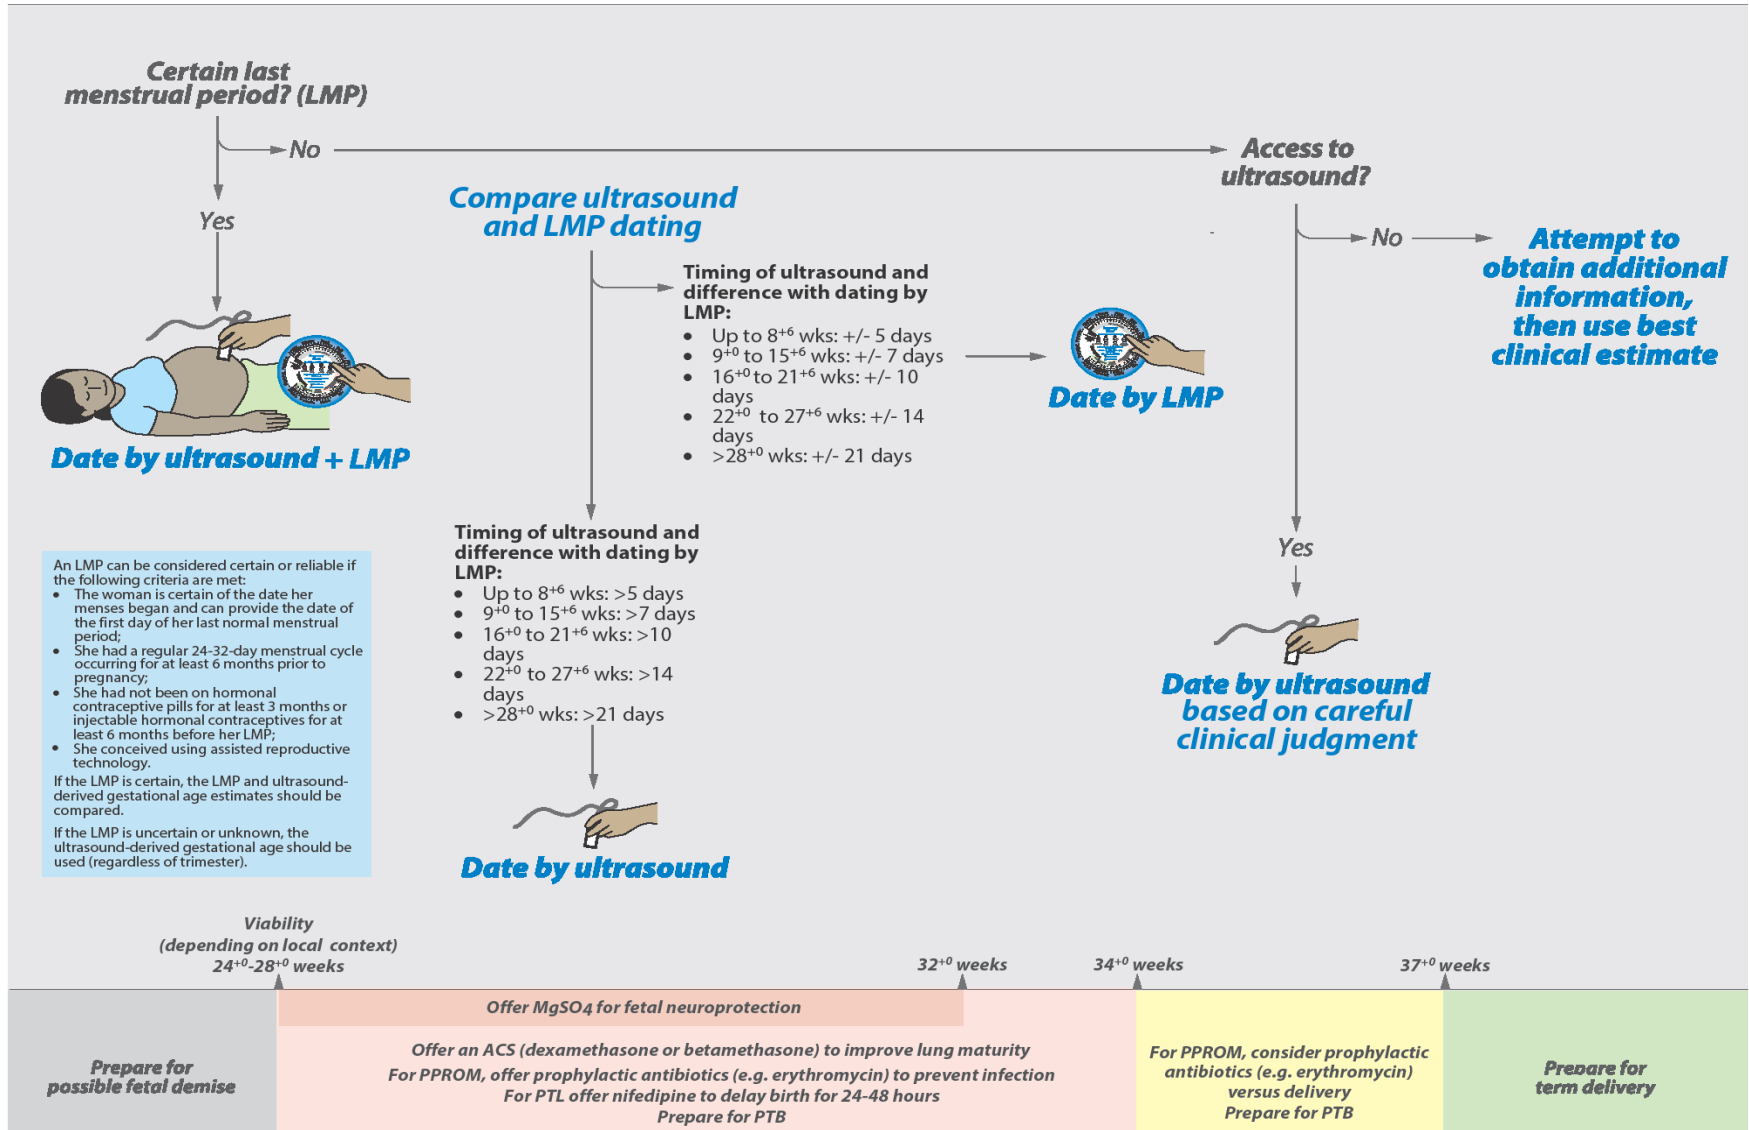 Certain last
menstrual period? (LMP)
No
Yes
Date by ultrasound + LMP
An LMP can be considered certain or reliable if
the following criteria are met:
• The woman is certain of the date her
menses began and can provide the date of
the first day of her last normal menstrual
period;
• She had a regular 24-32-day menstrual cycle
occurring for at least 6 months prior to
pregnancy;
• She had not been on hormonal
contraceptive pills for at least 3 months or
injectable hormonal contraceptives for at
least 6 months before her LMP;
• She conceived using assisted reproductive
technology.
If the LMP is certain, the LMP and ultrasound-
derived gestational age estimates should be
compared.
If the LMP is uncertain or unknown, the
ultrasound-derived gestational age should be
used (regardless of trimester).
Compare ultrasound
and LMP dating
Timing of ultrasound and
difference with dating by
LMP:
• Up to 8⁺⁶ wks: +/- 5 days
• 9⁺⁰ to 15⁺⁶ wks: +/- 7 days
• 16⁺⁰ to 21⁺⁶ wks: +/- 10
days
• 22⁺⁰ to 27⁺⁶ wks: +/- 14
days
• >28⁺⁰ wks: +/- 21 days
Date by LMP
Timing of ultrasound and
difference with dating by
LMP:
• Up to 8⁺⁶ wks: >5 days
• 9⁺⁰ to 15⁺⁶ wks: >7 days
• 16⁺⁰ to 21⁺⁶ wks: >10
days
• 22⁺⁰ to 27⁺⁶ wks: >14
days
• >28⁺⁰ wks: >21 days
Date by ultrasound
Access to
ultrasound?
No
Attempt to
obtain additional
information,
then use best
clinical estimate
Yes
Date by ultrasound
based on careful
clinical judgment
Viability
(depending on local context)
24⁺⁰-28⁺⁰ weeks
32⁺⁰ weeks
34⁺⁰ weeks
37⁺⁰ weeks
Prepare for
possible fetal demise
Offer MgSO4 for fetal neuroprotection
Offer an ACS (dexamethasone or betamethasone) to improve lung maturity
For PPROM, offer prophylactic antibiotics (e.g. erythromycin) to prevent infection
For PTL offer nifedipine to delay birth for 24-48 hours
Prepare for PTB
For PPROM, consider prophylactic
antibiotics (e.g. erythromycin)
versus delivery
Prepare for PTB
Prepare for
term delivery